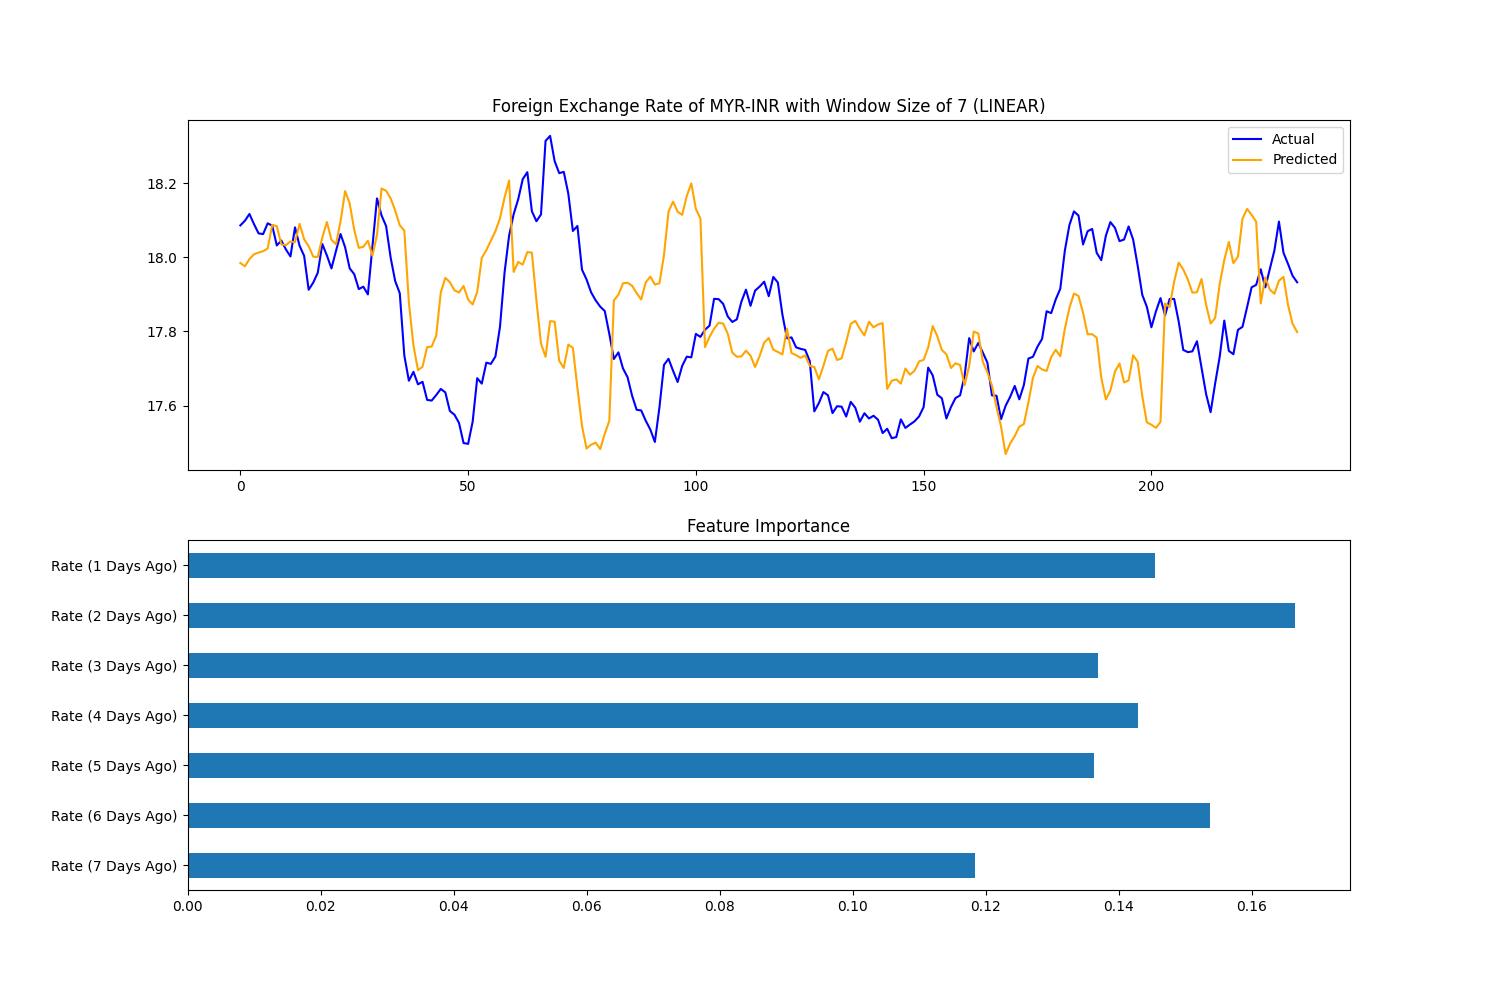 Foreign Exchange Rate of MYR-INR with Window Size of 7 (LINEAR)
Actual
Predicted
18.2
18.0
17.8
17.6
0 50 100 150 200
Feature Importance
Rate (1 Days Ago)
Rate (2 Days Ago)
Rate (3 Days Ago)
Rate (4 Days Ago)
Rate (5 Days Ago)
Rate (6 Days Ago)
Rate (7 Days Ago)
0.00 0.02 0.04 0.06 0.08 0.10 0.12 0.14 0.16